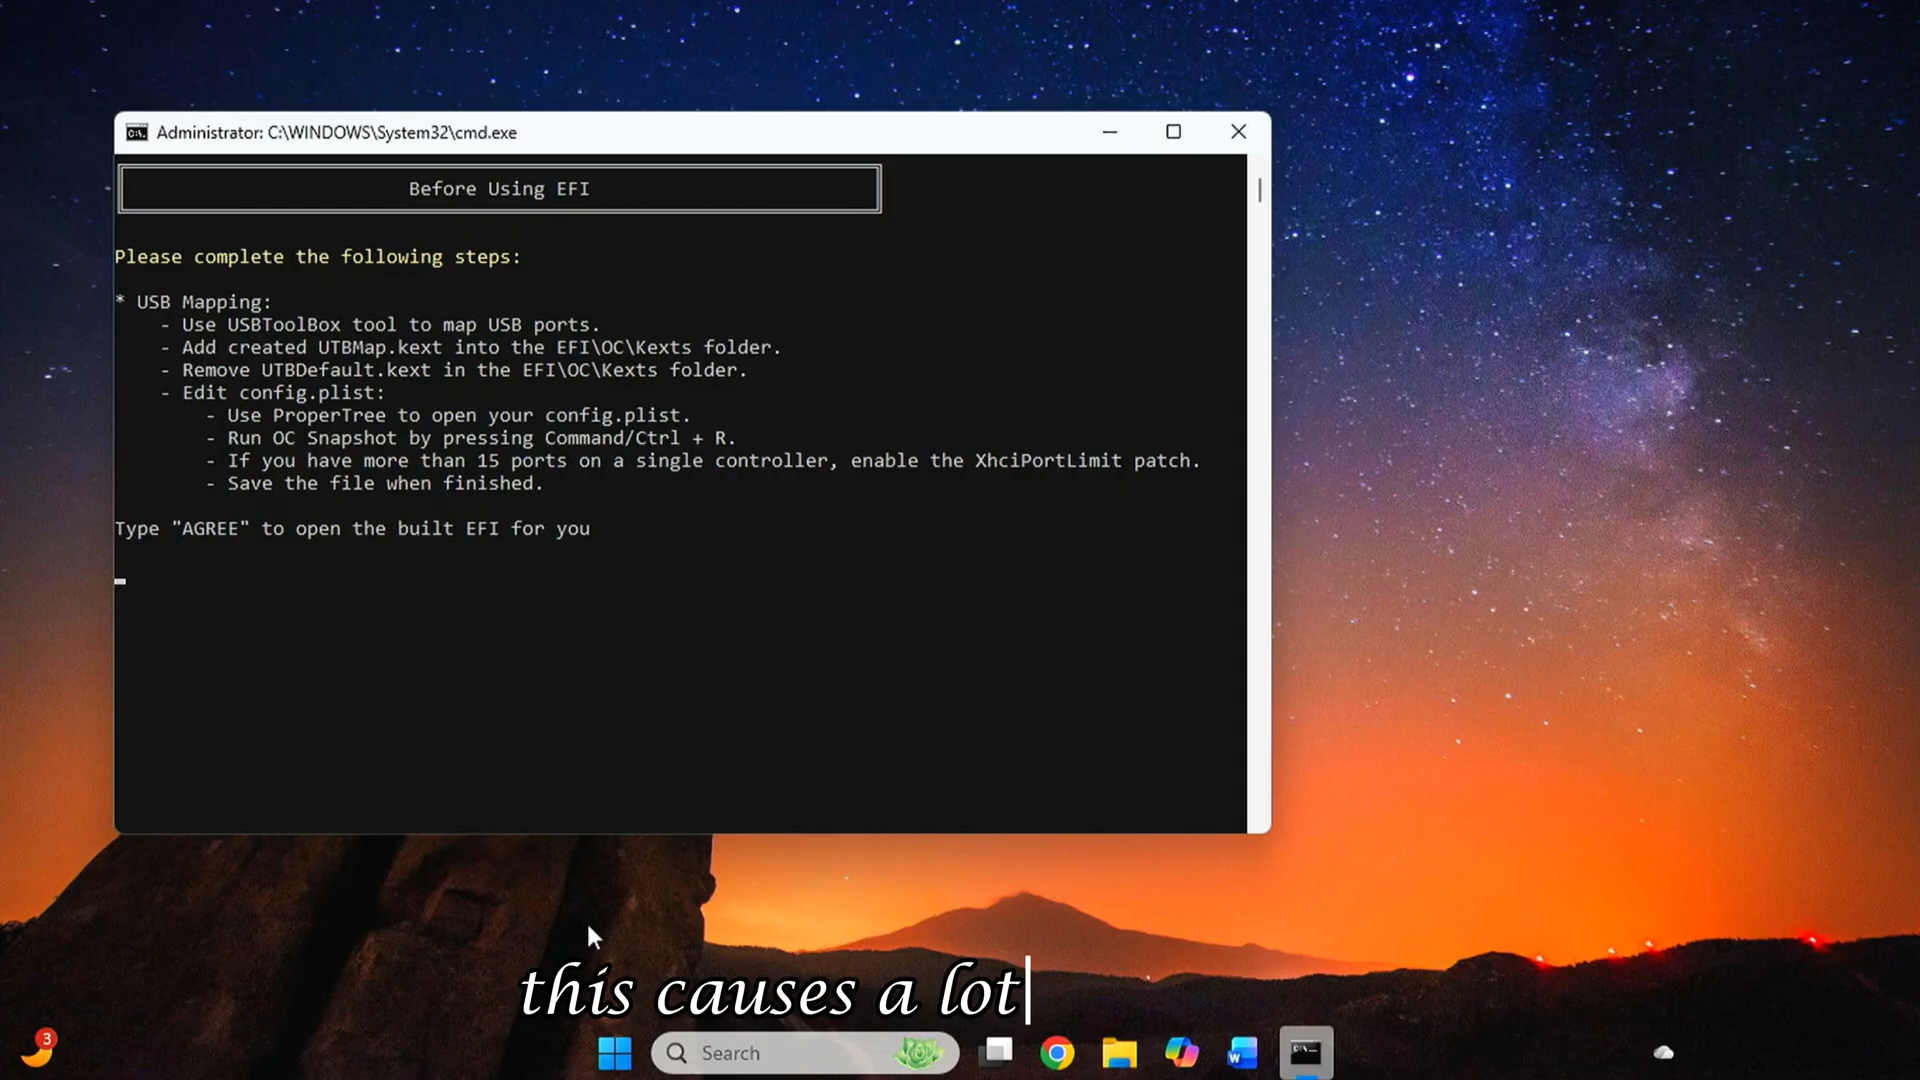 Administrator: C:\WINDOWS\System32\cmd.exe
Before Using EFI
Please complete the following steps:
* USB Mapping:
- Use USBToolBox tool to map USB ports.
- Add created UTBMap.kext into the EFI\OC\Kexts folder.
- Remove UTBDefault.kext in the EFI\OC\Kexts folder.
- Edit config.plist:
- Use ProperTree to open your config.plist.
- Run OC Snapshot by pressing Command/Ctrl + R.
- If you have more than 15 ports on a single controller, enable the XhciPortLimit patch.
- Save the file when finished.
Type "AGREE" to open the built EFI for you
this causes a lot
3
Search